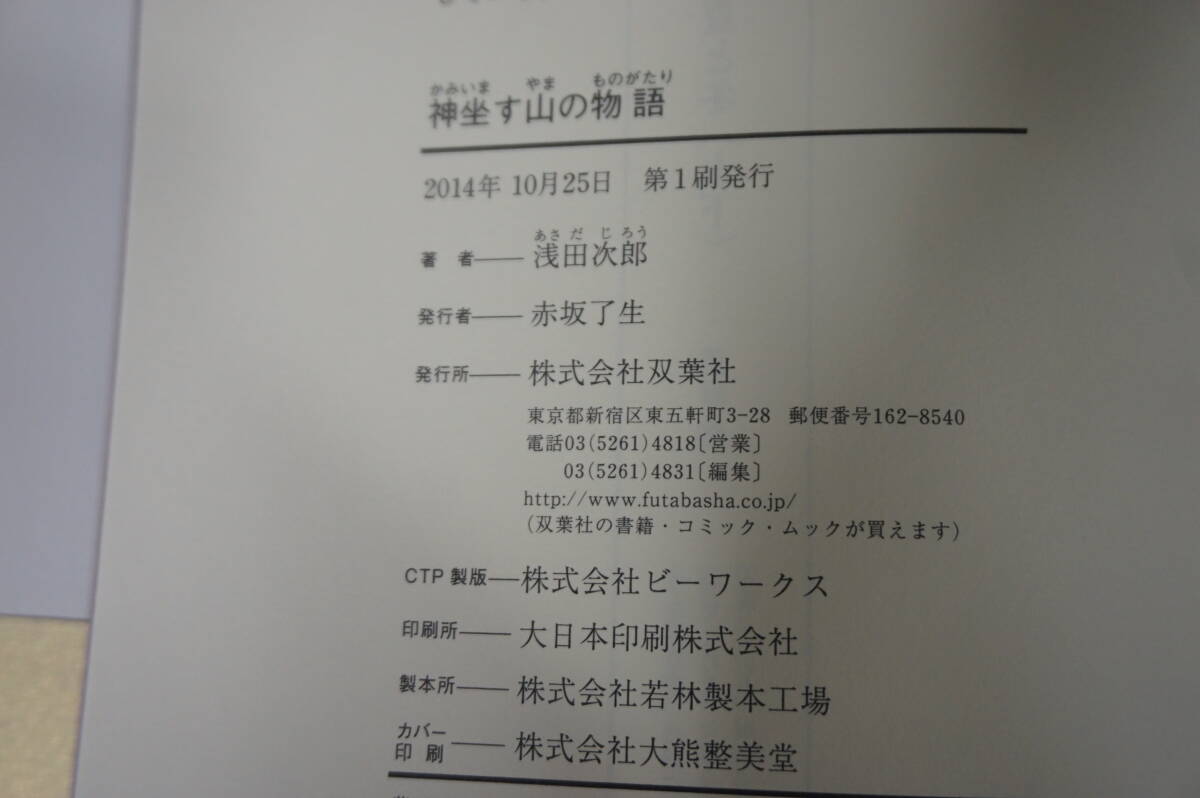 かみいま やま ものがたり
神坐す山の物語
2014年 10月25日 第1刷発行
あさ だ じ ろう
著 者――浅田次郎
発行者――赤坂了生
発行所――株式会社双葉社
東京都新宿区東五軒町3-28 郵便番号162-8540
電話03(5261)4818〔営業〕
03(5261)4831〔編集〕
http://www.futabasha.co.jp/
(双葉社の書籍・コミック・ムックが買えます)
CTP 製版――株式会社ビーワークス
印刷所――大日本印刷株式会社
製本所――株式会社若林製本工場
カバー
印 刷――株式会社大熊整美堂